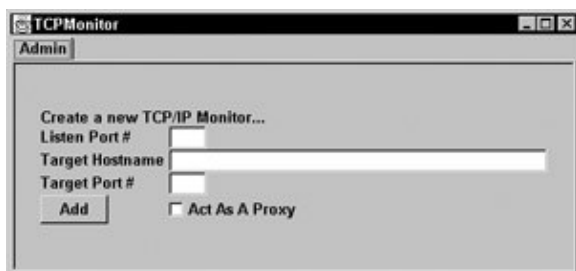 TCPMonitor
Admin
Create a new TCP/IP Monitor...
Listen Port #
Target Hostname
Target Port #
Add Act As A Proxy